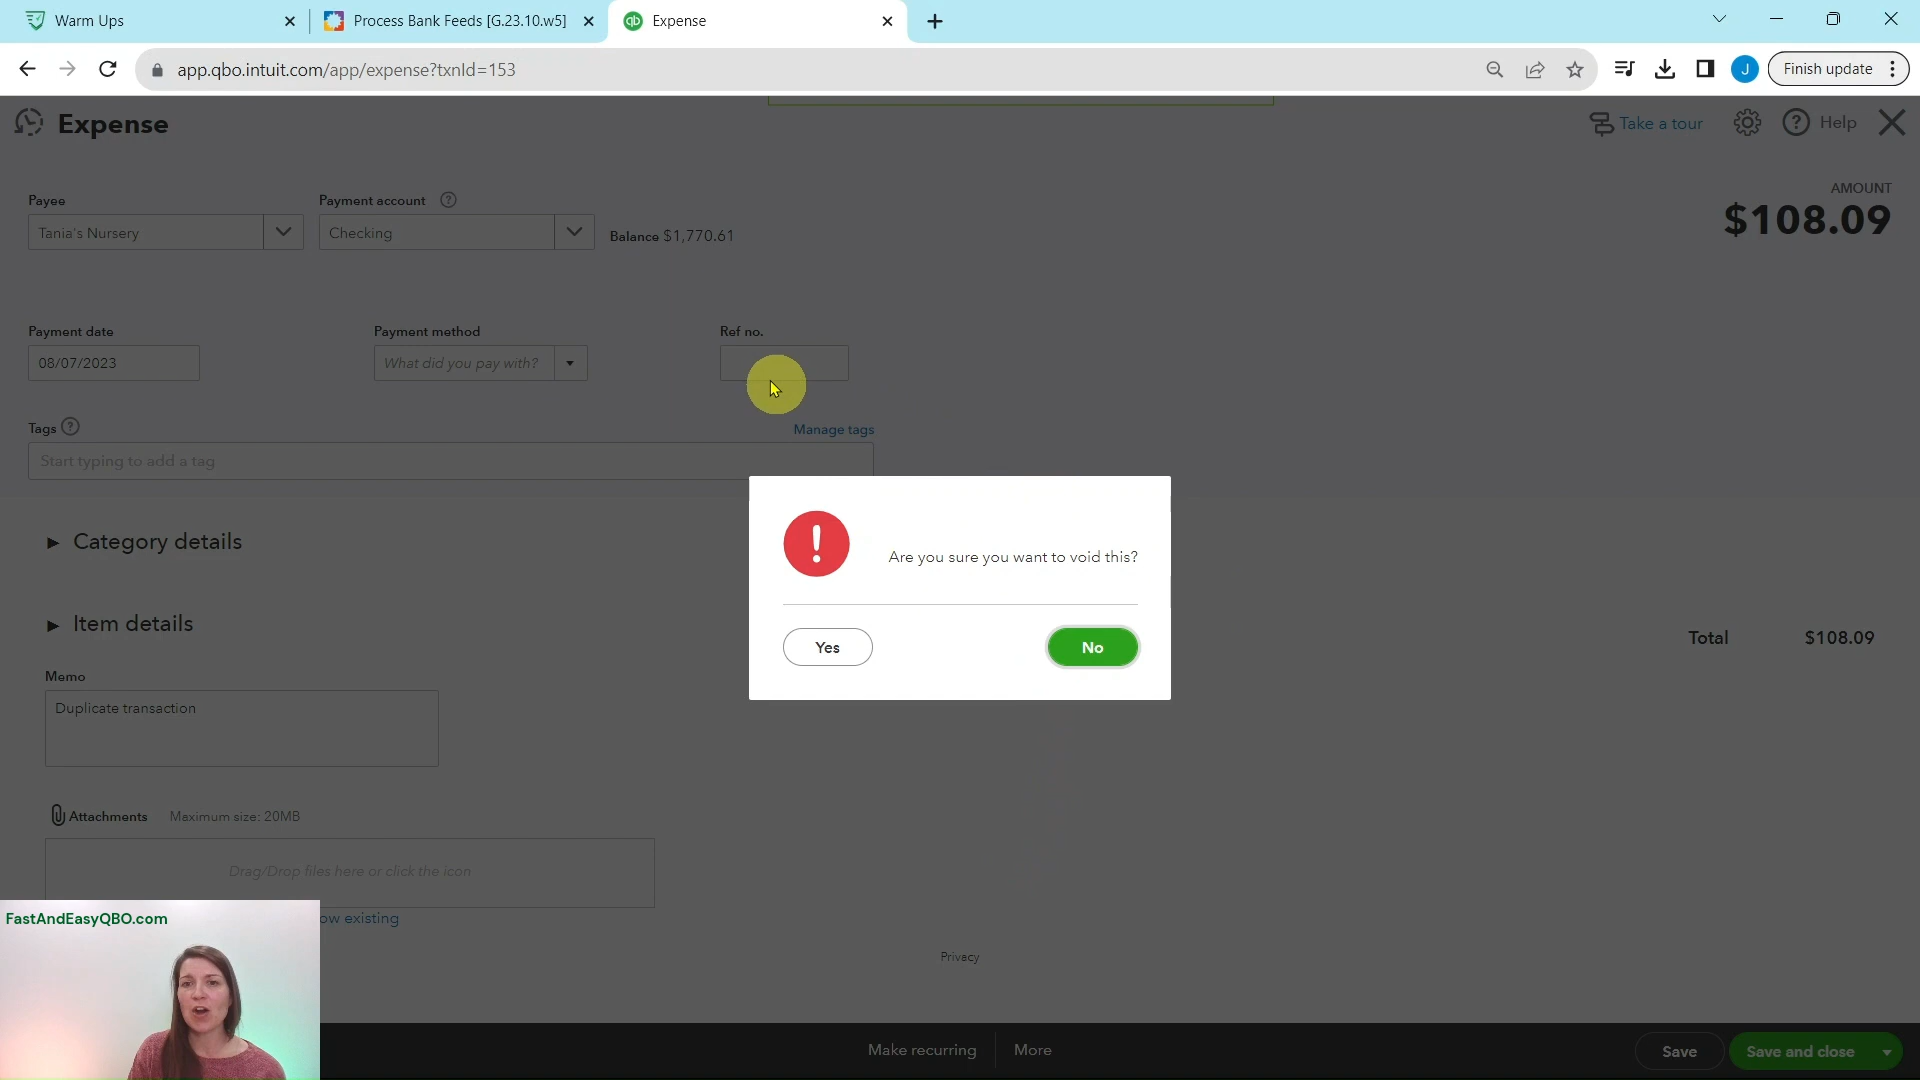 Warm Ups
Process Bank Feeds [G.23.10.w5]
Expense
app.qbo.intuit.com/app/expense?txnId=153
J
Finish update
Expense
Take a tour
Help
AMOUNT
$108.09
Payee
Payment account
Tania's Nursery
Checking
Balance $1,770.61
Payment date
Payment method
Ref no.
08/07/2023
What did you pay with?
Tags
Manage tags
Start typing to add a tag
Category details
Are you sure you want to void this?
Yes
No
Item details
Total
$108.09
Memo
Duplicate transaction
Attachments
Maximum size: 20MB
Drag/Drop files here or click the icon
ow existing
FastAndEasyQBO.com
Privacy
Make recurring
More
Save
Save and close